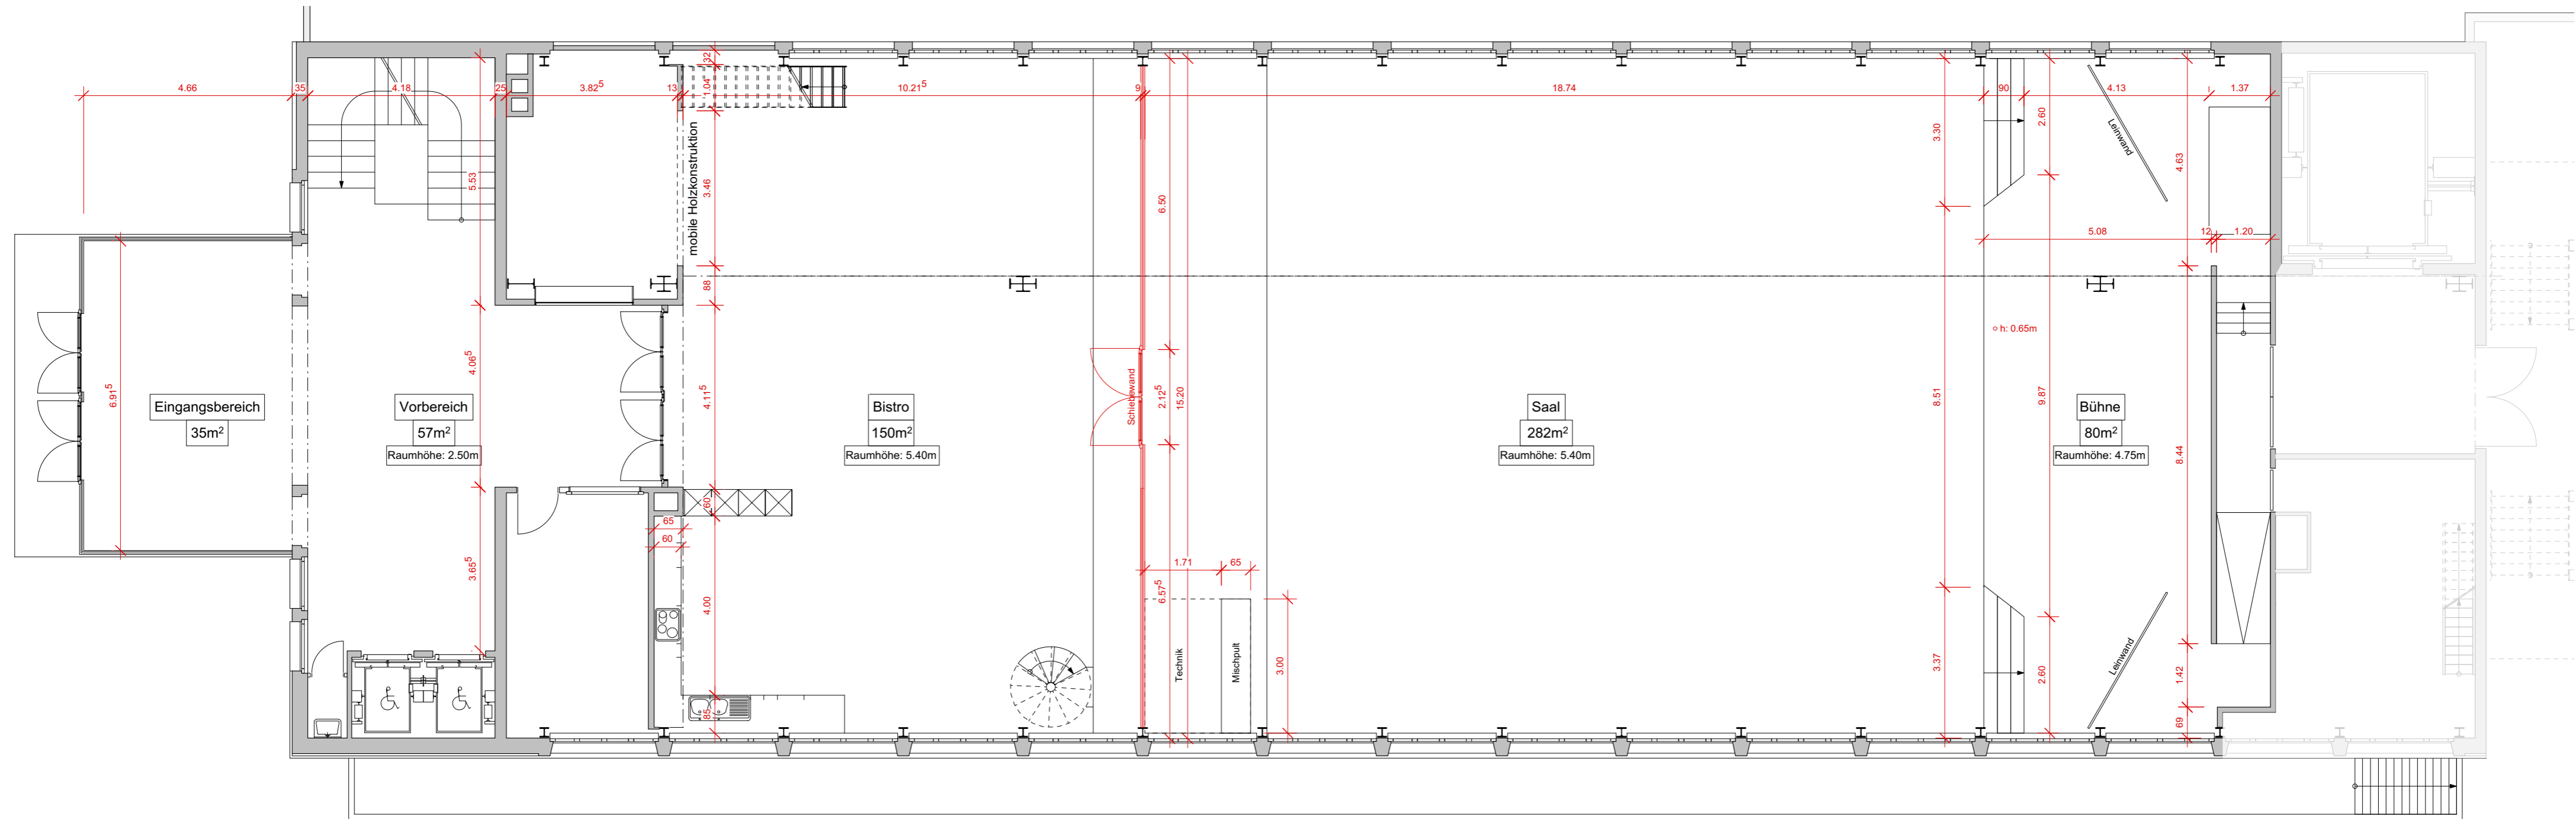 4.66
35
4.18
25
3.82⁵
13
10.21⁵
9
18.74
90
4.13
1.37
32
1.04
5.53
mobile Holzkonstruktion
3.46
6.50
3.30
2.60
Leinwand
4.63
5.08
12
1.20
88
h: 0.65m
6.91⁵
4.06⁵
4.11⁵
Schiebewand
2.12⁵
15.20
8.51
9.87
8.44
Eingangsbereich
35m²
Vorbereich
57m²
Raumhöhe: 2.50m
Bistro
150m²
Raumhöhe: 5.40m
Saal
282m²
Raumhöhe: 5.40m
Bühne
80m²
Raumhöhe: 4.75m
60
65
60
3.65⁵
4.00
1.71
65
6.57⁵
Technik
Mischpult
3.00
3.37
2.60
Leinwand
1.42
85
69